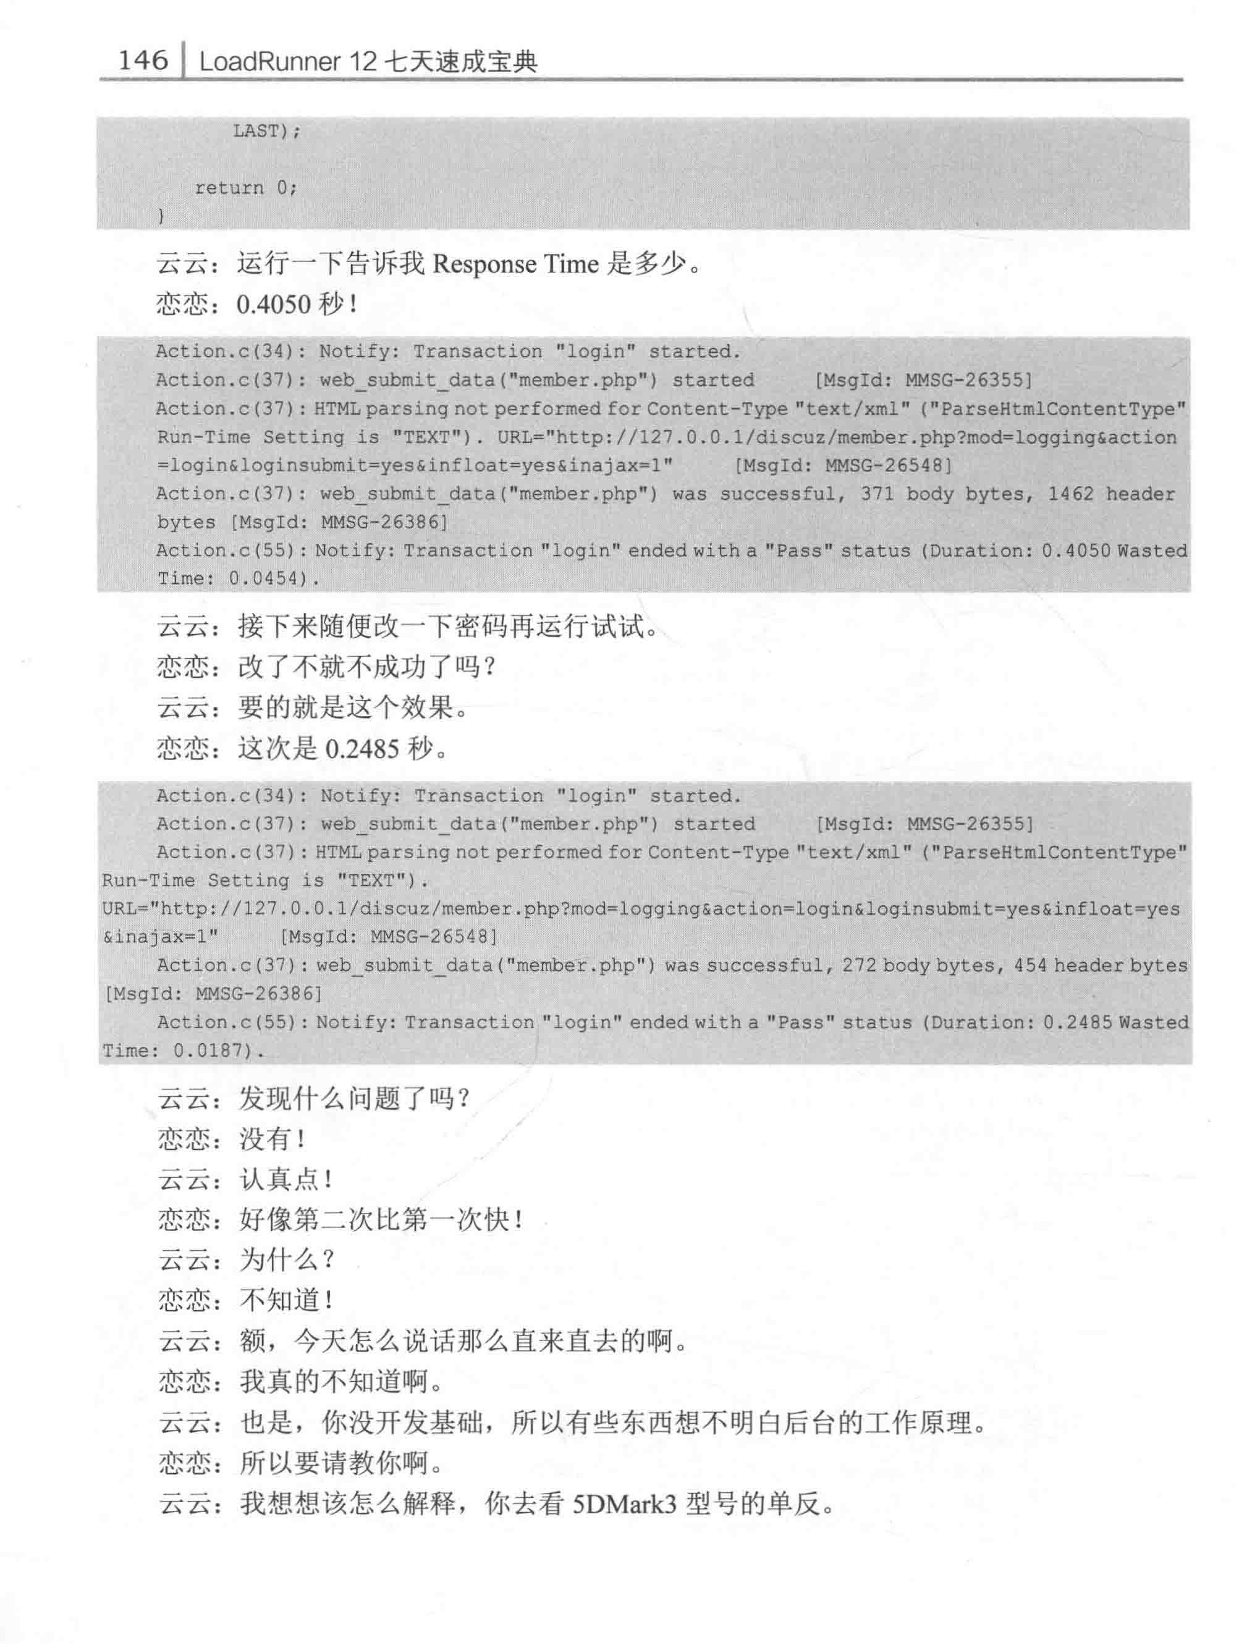 146 LoadRunner 12 七天速成宝典
LAST);
return 0;
}
云云：运行一下告诉我 Response Time 是多少。
恋恋：0.4050 秒！
Action.c(34): Notify: Transaction "login" started.
Action.c(37): web_submit_data("member.php") started [MsgId: MMSG-26355]
Action.c(37): HTML parsing not performed for Content-Type "text/xml" ("ParseHtmlContentType"
Run-Time Setting is "TEXT"). URL="http://127.0.0.1/discuz/member.php?mod=logging&action
=login&loginsubmit=yes&infloat=yes&inajax=1" [MsgId: MMSG-26548]
Action.c(37): web_submit_data("member.php") was successful, 371 body bytes, 1462 header
bytes [MsgId: MMSG-26386]
Action.c(55): Notify: Transaction "login" ended with a "Pass" status (Duration: 0.4050 Wasted
Time: 0.0454).
云云：接下来随便改一下密码再运行试试。
恋恋：改了不就不成功了吗？
云云：要的就是这个效果。
恋恋：这次是 0.2485 秒。
Action.c(34): Notify: Transaction "login" started.
Action.c(37): web_submit_data("member.php") started [MsgId: MMSG-26355]
Action.c(37): HTML parsing not performed for Content-Type "text/xml" ("ParseHtmlContentType"
Run-Time Setting is "TEXT").
URL="http://127.0.0.1/discuz/member.php?mod=logging&action=login&loginsubmit=yes&infloat=yes
&inajax=1" [MsgId: MMSG-26548]
Action.c(37): web_submit_data("member.php") was successful, 272 body bytes, 454 header bytes
[MsgId: MMSG-26386]
Action.c(55): Notify: Transaction "login" ended with a "Pass" status (Duration: 0.2485 Wasted
Time: 0.0187).
云云：发现什么问题了吗？
恋恋：没有！
云云：认真点！
恋恋：好像第二次比第一次快！
云云：为什么？
恋恋：不知道！
云云：额，今天怎么说话那么直来直去的啊。
恋恋：我真的不知道啊。
云云：也是，你没开发基础，所以有些东西想不明白后台的工作原理。
恋恋：所以要请教你啊。
云云：我想想该怎么解释，你去看 5DMark3 型号的单反。